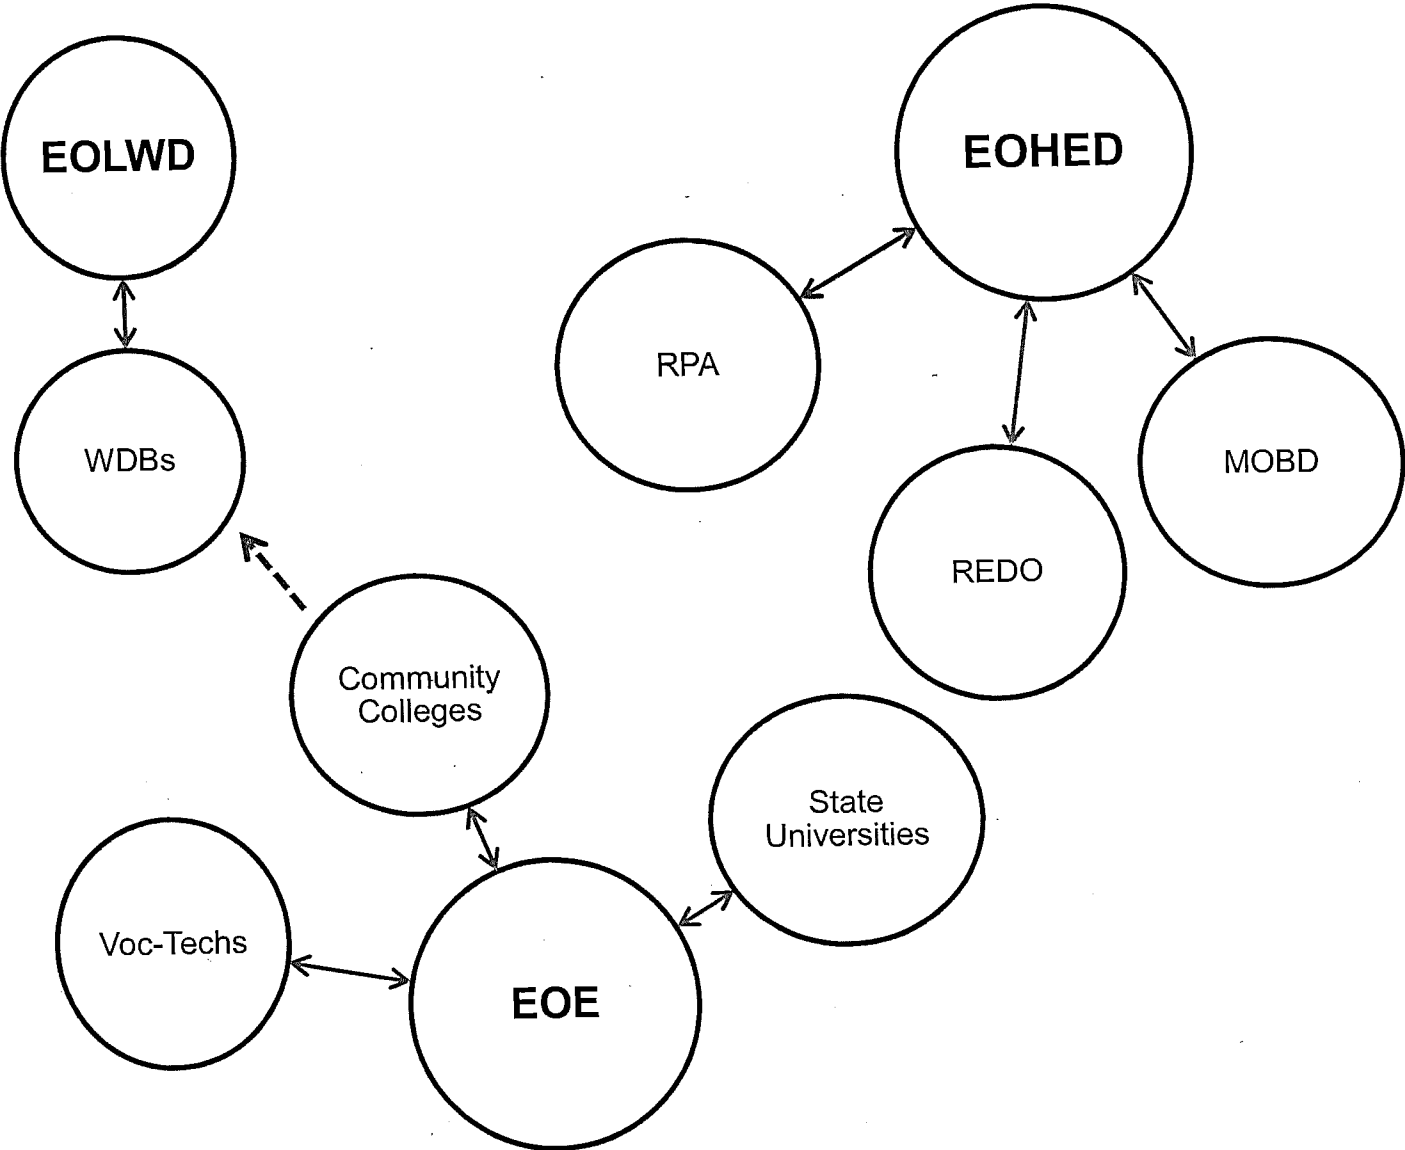 EOLWD
EOHED
RPA
WDBs
MOBD
REDO
Community
Colleges
State
Universities
Voc-Techs
EOE